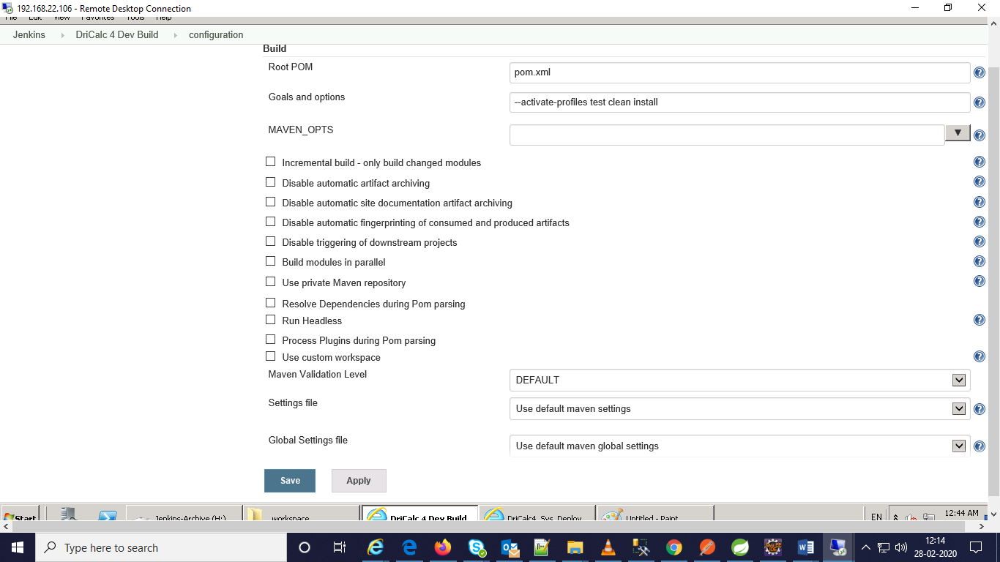 192.168.22.106 - Remote Desktop Connection
File Edit View Favorites Tools Help
Jenkins DriCalc 4 Dev Build configuration
Build
Root POM pom.xml
Goals and options --activate-profiles test clean install
MAVEN_OPTS
Incremental build - only build changed modules
Disable automatic artifact archiving
Disable automatic site documentation artifact archiving
Disable automatic fingerprinting of consumed and produced artifacts
Disable triggering of downstream projects
Build modules in parallel
Use private Maven repository
Resolve Dependencies during Pom parsing
Run Headless
Process Plugins during Pom parsing
Use custom workspace
Maven Validation Level DEFAULT
Settings file Use default maven settings
Global Settings file Use default maven global settings
Save Apply
Start Jenkins-Archive (H:) workspace DriCalc 4 Dev Build DriCalc4_Sys_Deploy Untitled - Paint EN 12:44 AM
Type here to search 12:14
28-02-2020